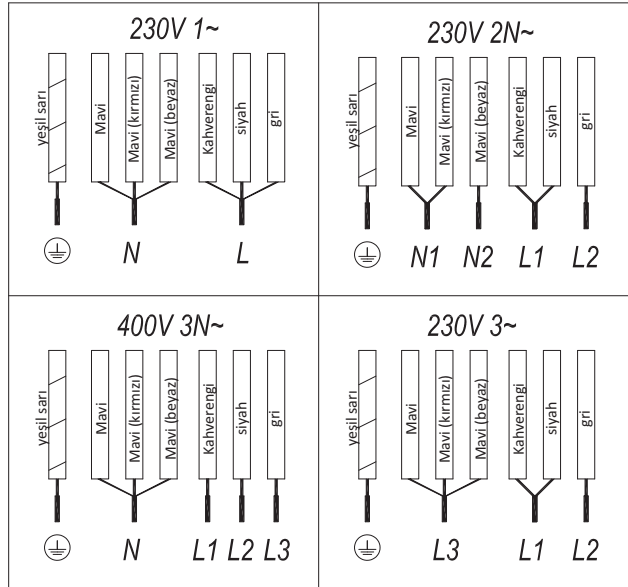 230V 1~
yeşil sarı
Mavi
Mavi (kırmızı)
Mavi (beyaz)
Kahverengi
siyah
gri
N
L
230V 2N~
yeşil sarı
Mavi
Mavi (kırmızı)
Mavi (beyaz)
Kahverengi
siyah
gri
N1
N2
L1
L2
400V 3N~
yeşil sarı
Mavi
Mavi (kırmızı)
Mavi (beyaz)
Kahverengi
siyah
gri
N
L1
L2
L3
230V 3~
yeşil sarı
Mavi
Mavi (kırmızı)
Mavi (beyaz)
Kahverengi
siyah
gri
L3
L1
L2